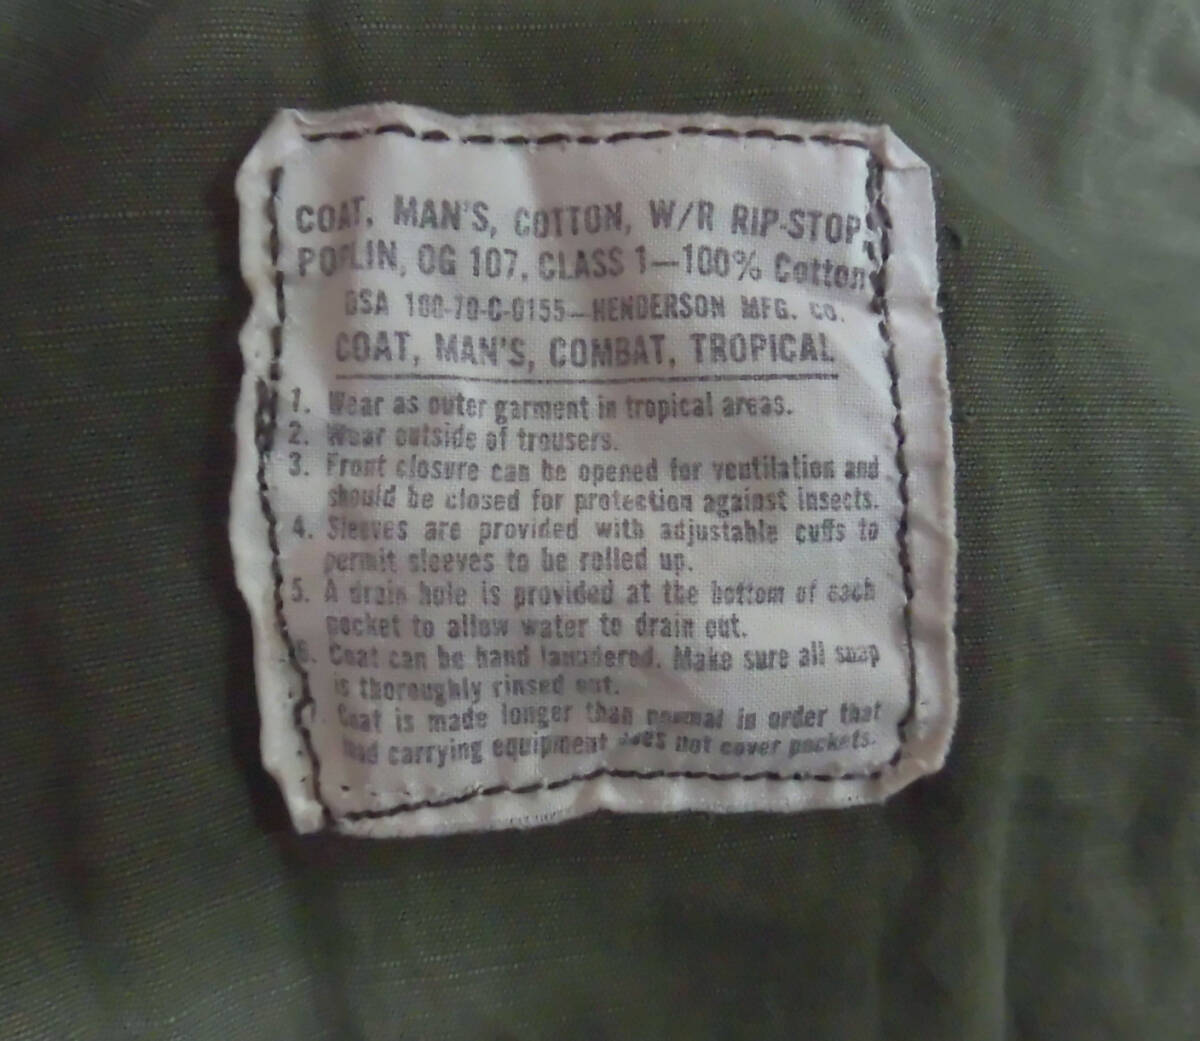 COAT, MAN'S, COTTON, W/R RIP-STOP,
POPLIN, OG 107, CLASS 1—100% Cotton
DSA 100-70-C-0155—HENDERSON MFG. CO.
COAT, MAN'S, COMBAT, TROPICAL
1. Wear as outer garment in tropical areas.
2. Wear outside of trousers.
3. Front closure can be opened for ventilation and
should be closed for protection against insects.
4. Sleeves are provided with adjustable cuffs to
permit sleeves to be rolled up.
5. A drain hole is provided at the bottom of each
pocket to allow water to drain out.
6. Coat can be hand laundered. Make sure all soap
is thoroughly rinsed out.
7. Coat is made longer than normal in order that
load carrying equipment does not cover pockets.